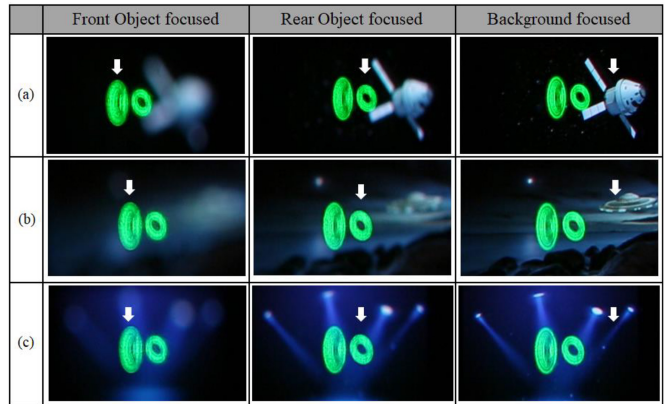 Front Object focused
Rear Object focused
Background focused
(a)
(b)
(c)